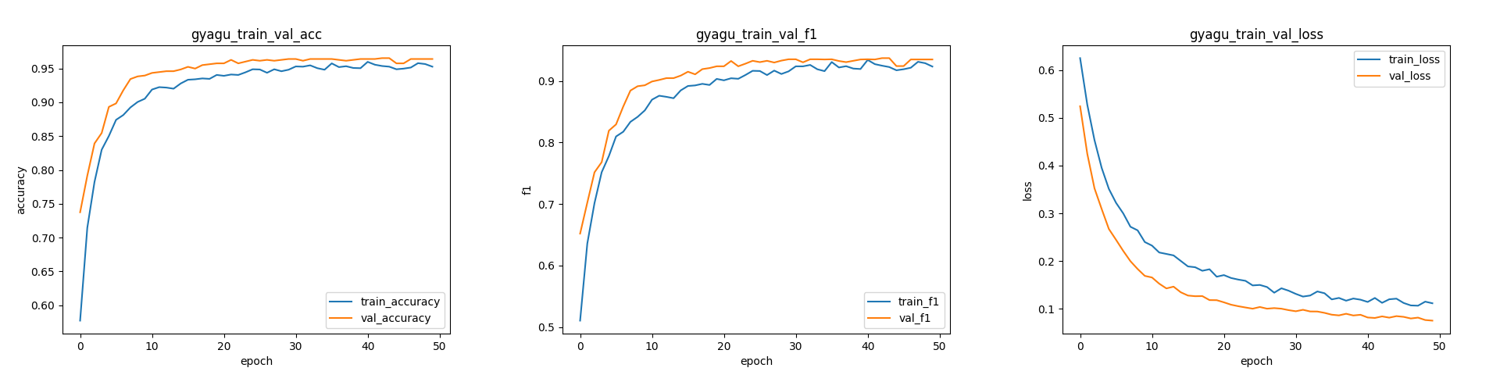 gyagu_train_val_acc
accuracy
0.95
0.90
0.85
0.80
0.75
0.70
0.65
0.60
train_accuracy
val_accuracy
0 10 20 30 40 50
epoch
gyagu_train_val_f1
f1
0.9
0.8
0.7
0.6
0.5
train_f1
val_f1
0 10 20 30 40 50
epoch
gyagu_train_val_loss
loss
0.6
0.5
0.4
0.3
0.2
0.1
train_loss
val_loss
0 10 20 30 40 50
epoch